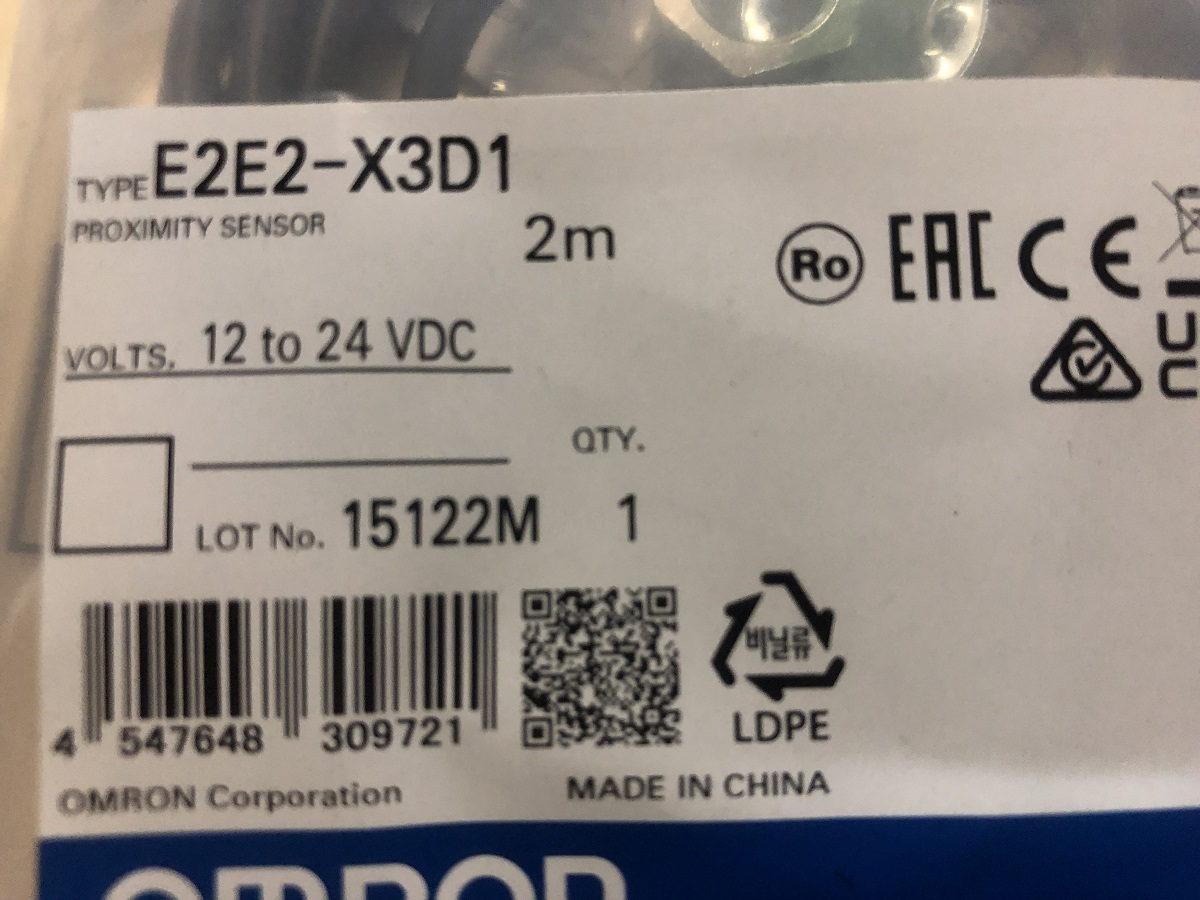 TYPE E2E2-X3D1
PROXIMITY SENSOR
2m
Ro EAC CE
VOLTS. 12 to 24 VDC
QTY.
LOT No. 15122M 1
비닐류
LDPE
4 547648 309721
OMRON Corporation MADE IN CHINA
OMRON